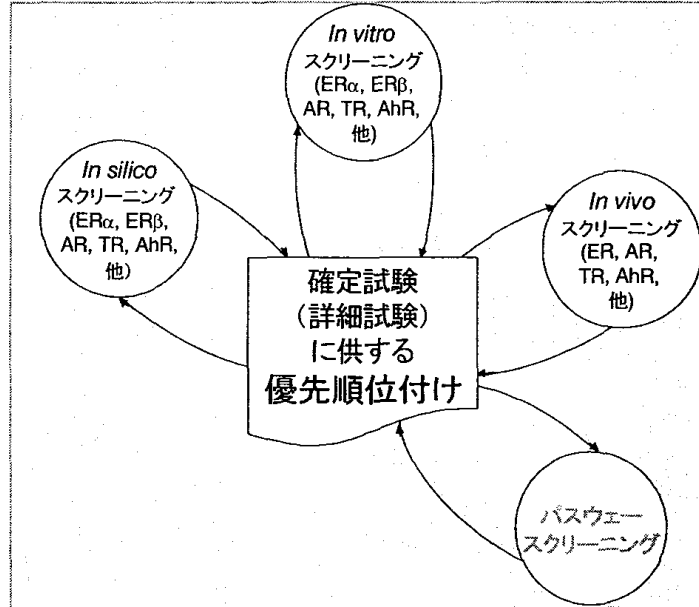 In vitro
スクリーニング
(ERα, ERβ,
AR, TR, AhR,
他)
In silico
スクリーニング
(ERα, ERβ,
AR, TR, AhR,
他)
In vivo
スクリーニング
(ER, AR,
TR, AhR,
他)
確定試験
(詳細試験)
に供する
優先順位付け
パスウェー
スクリーニング